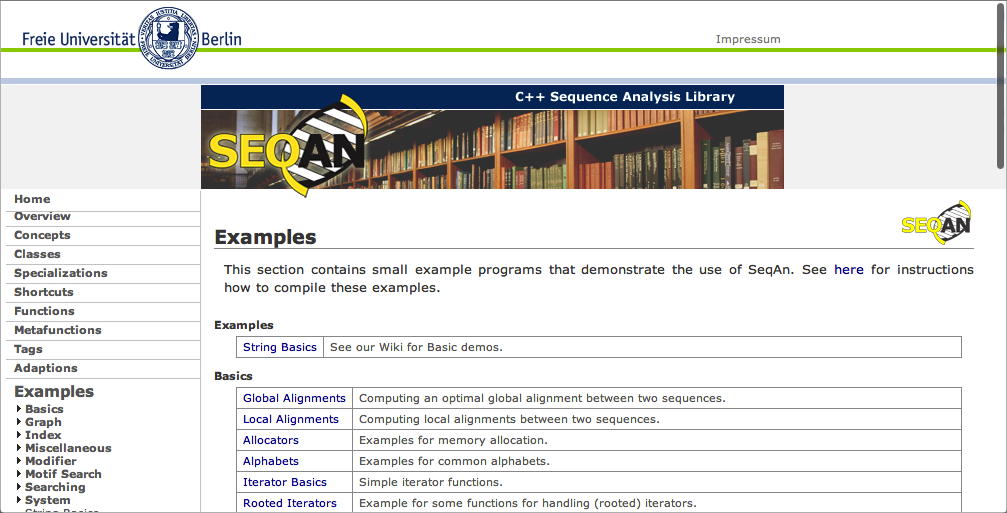 Freie Universität Berlin
Impressum
C++ Sequence Analysis Library
SEQAN
Home
Overview
Concepts
Classes
Specializations
Shortcuts
Functions
Metafunctions
Tags
Adaptions
Examples
Basics
Graph
Index
Miscellaneous
Modifier
Motif Search
Searching
System
String Basics
SEQAN
Examples
This section contains small example programs that demonstrate the use of SeqAn. See here for instructions
how to compile these examples.
Examples
String Basics See our Wiki for Basic demos.
Basics
Global Alignments Computing an optimal global alignment between two sequences.
Local Alignments Computing local alignments between two sequences.
Allocators Examples for memory allocation.
Alphabets Examples for common alphabets.
Iterator Basics Simple iterator functions.
Rooted Iterators Example for some functions for handling (rooted) iterators.